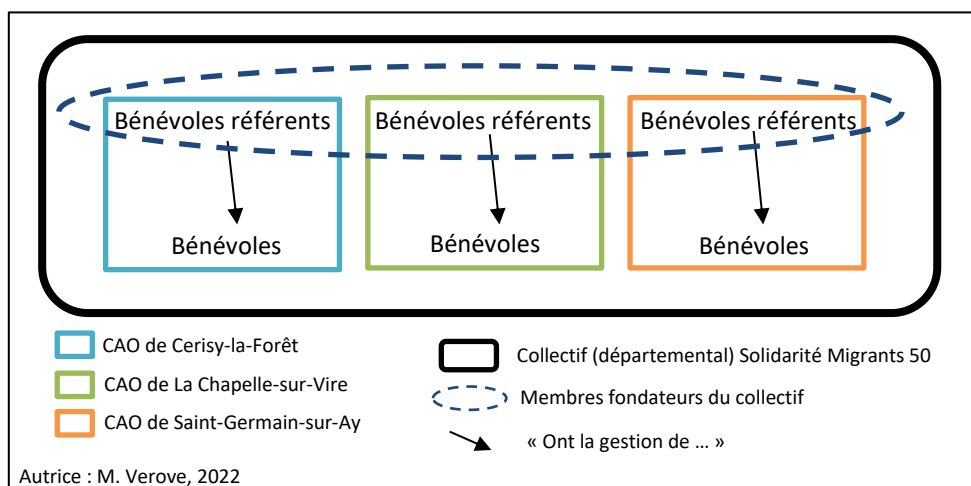 Bénévoles référents
Bénévoles référents
Bénévoles référents
Bénévoles
Bénévoles
Bénévoles
CAO de Cerisy-la-Forêt
CAO de La Chapelle-sur-Vire
CAO de Saint-Germain-sur-Ay
Collectif (départemental) Solidarité Migrants 50
Membres fondateurs du collectif
« Ont la gestion de ... »
Autrice : M. Verove, 2022